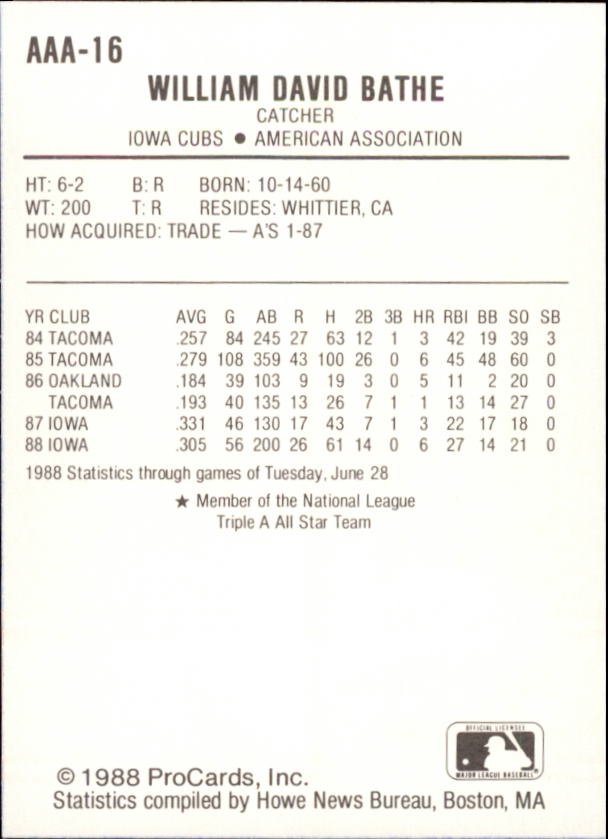 AAA-16
WILLIAM DAVID BATHE
CATCHER
IOWA CUBS ● AMERICAN ASSOCIATION
HT: 6-2 B: R BORN: 10-14-60
WT: 200 T: R RESIDES: WHITTIER, CA
HOW ACQUIRED: TRADE — A'S 1-87
YR CLUB AVG G AB R H 2B 3B HR RBI BB SO SB
84 TACOMA .257 84 245 27 63 12 1 3 42 19 39 3
85 TACOMA .279 108 359 43 100 26 0 6 45 48 60 0
86 OAKLAND .184 39 103 9 19 3 0 5 11 2 20 0
TACOMA .193 40 135 13 26 7 1 1 13 14 27 0
87 IOWA .331 46 130 17 43 7 1 3 22 17 18 0
88 IOWA .305 56 200 26 61 14 0 6 27 14 21 0
1988 Statistics through games of Tuesday, June 28
★ Member of the National League
Triple A All Star Team
OFFICIAL LICENSEE
MAJOR LEAGUE BASEBALL
© 1988 ProCards, Inc.
Statistics compiled by Howe News Bureau, Boston, MA